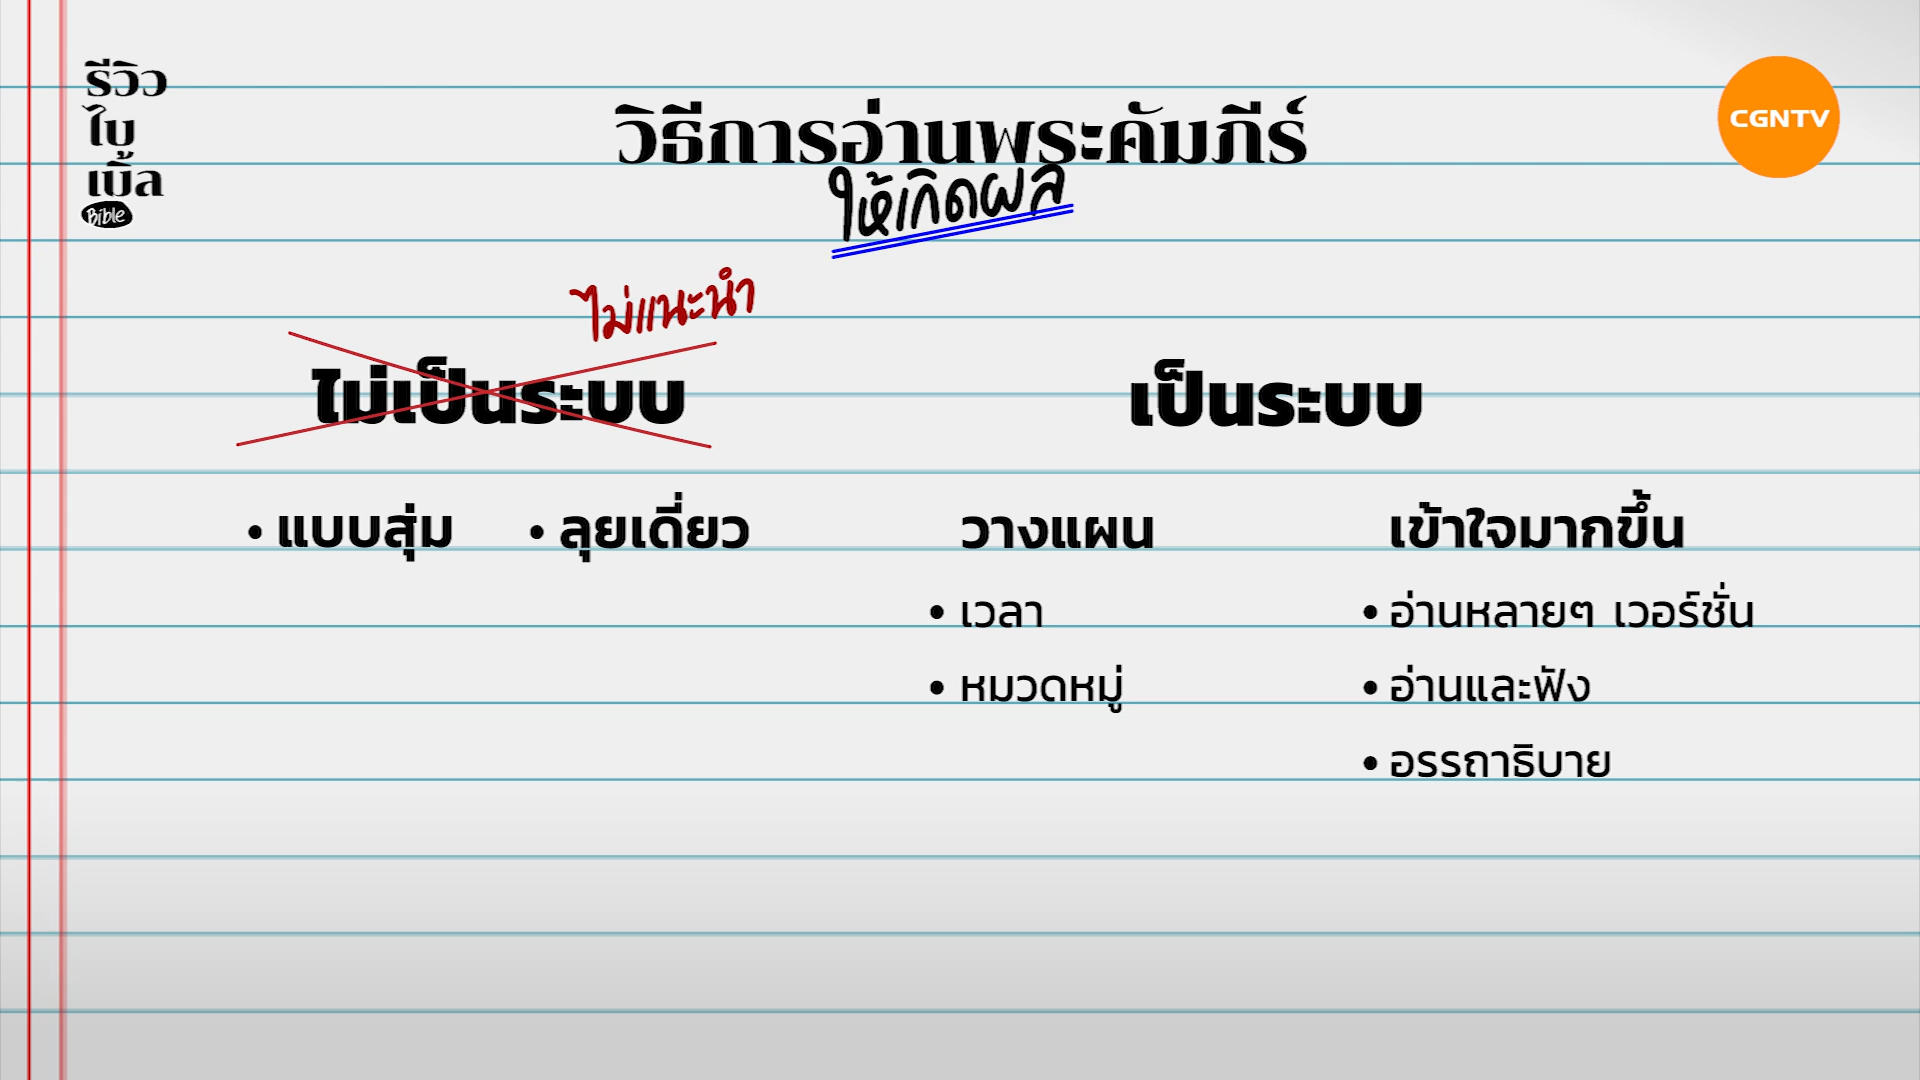 รีวิว
ไบ
เบิ้ล
Bible
CGNTV
วิธีการอ่านพระคัมภีร์
ให้เกิดผล
ไม่แนะนำ
ไม่เป็นระบบ
• แบบสุ่ม
• ลุยเดี่ยว
เป็นระบบ
วางแผน
• เวลา
• หมวดหมู่
เข้าใจมากขึ้น
• อ่านหลายๆ เวอร์ชั่น
• อ่านและฟัง
• อรรถาธิบาย